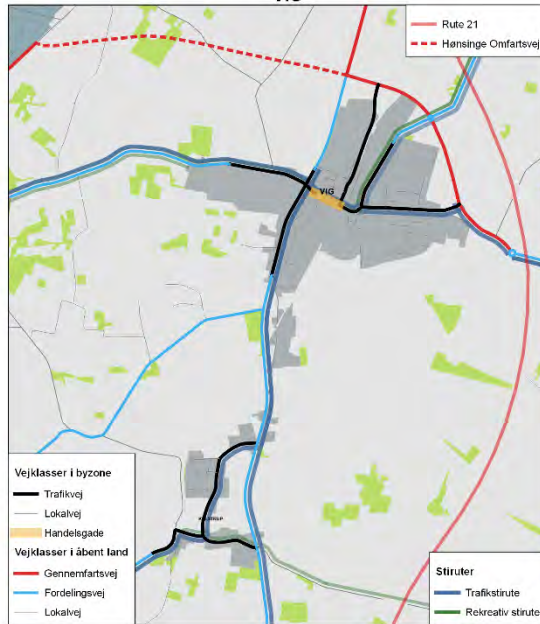 VIG
Rute 21
Hønsinge Omfartsvej
VIG
Vejklasser i byzone
Trafikvej
Lokalvej
Handelsgade
Vejklasser i åbent land
Gennemfartsvej
Fordelingsvej
Lokalvej
Stiruter
Trafikstirute
Rekreativ stirute